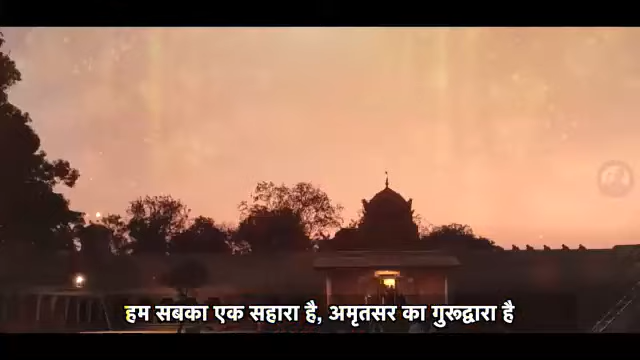 हम सबका एक सहारा है, अमृतसर का गुरूद्वारा है